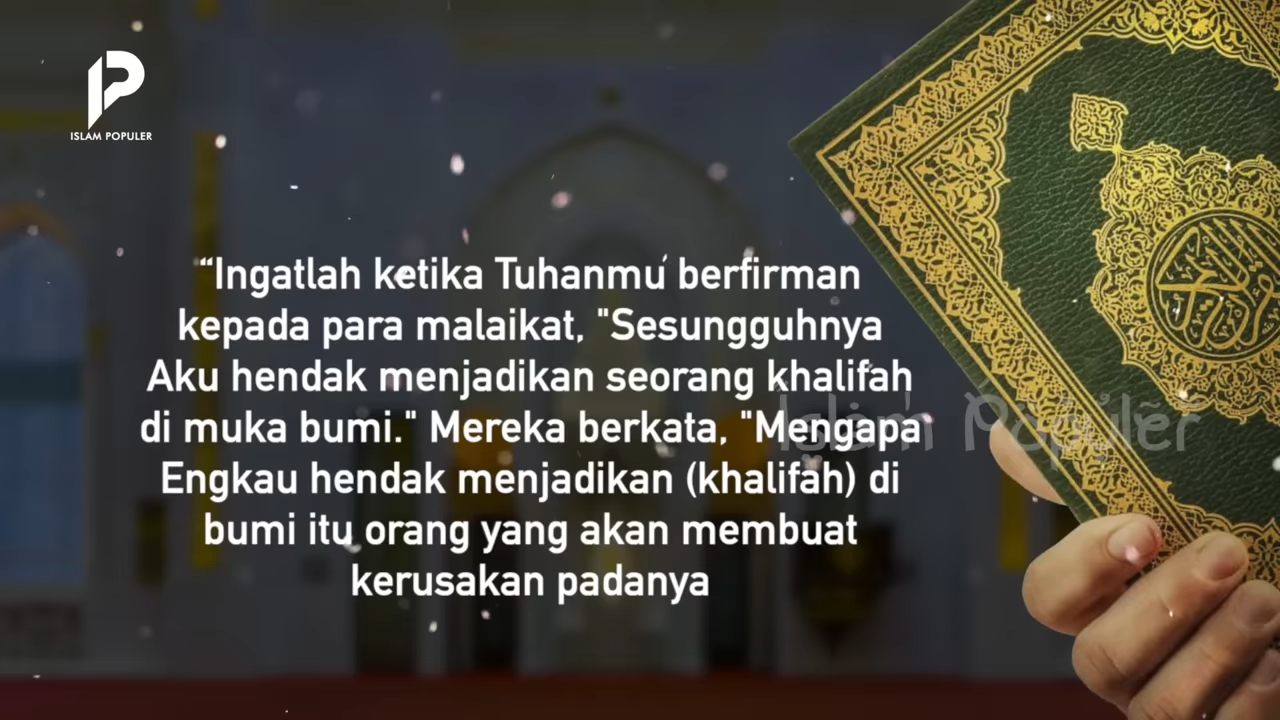 ISLAM POPULER
“Ingatlah ketika Tuhanmu berfirman
kepada para malaikat, "Sesungguhnya
Aku hendak menjadikan seorang khalifah
di muka bumi." Mereka berkata, "Mengapa
Engkau hendak menjadikan (khalifah) di
bumi itu orang yang akan membuat
kerusakan padanya
Islam Populer